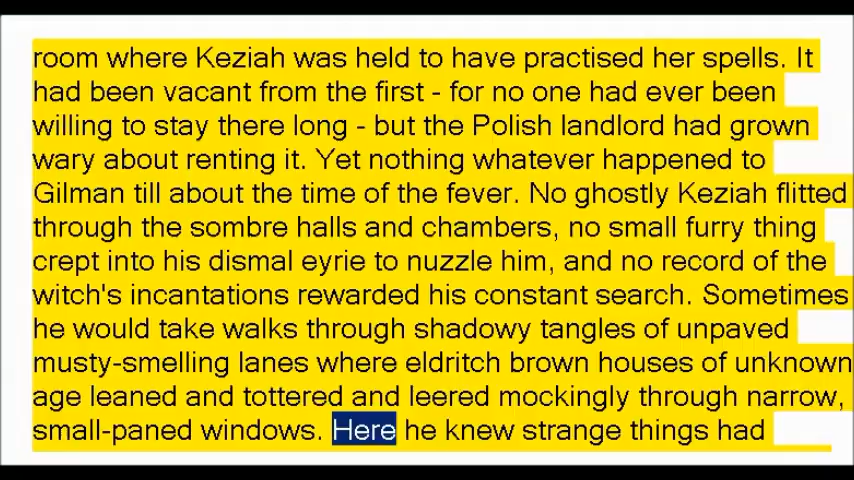 room where Keziah was held to have practised her spells. It
had been vacant from the first - for no one had ever been
willing to stay there long - but the Polish landlord had grown
wary about renting it. Yet nothing whatever happened to
Gilman till about the time of the fever. No ghostly Keziah flitted
through the sombre halls and chambers, no small furry thing
crept into his dismal eyrie to nuzzle him, and no record of the
witch's incantations rewarded his constant search. Sometimes
he would take walks through shadowy tangles of unpaved
musty-smelling lanes where eldritch brown houses of unknown
age leaned and tottered and leered mockingly through narrow,
small-paned windows. Here he knew strange things had